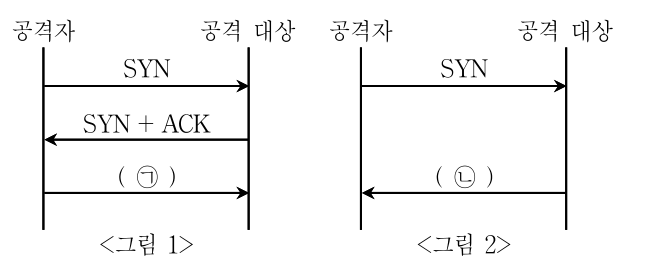 공격자 공격 대상 공격자 공격 대상
SYN SYN
SYN + ACK
( ㉠ ) ( ㉡ )
<그림 1> <그림 2>